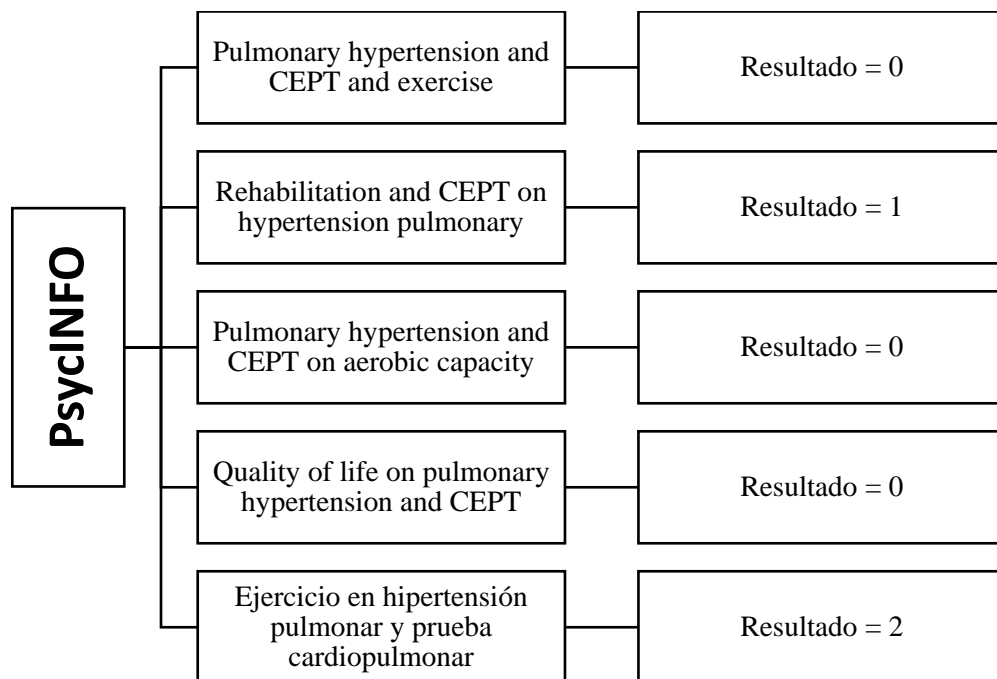 PsycINFO
Pulmonary hypertension and
CEPT and exercise
Resultado = 0
Rehabilitation and CEPT on
hypertension pulmonary
Resultado = 1
Pulmonary hypertension and
CEPT on aerobic capacity
Resultado = 0
Quality of life on pulmonary
hypertension and CEPT
Resultado = 0
Ejercicio en hipertensión
pulmonar y prueba
cardiopulmonar
Resultado = 2